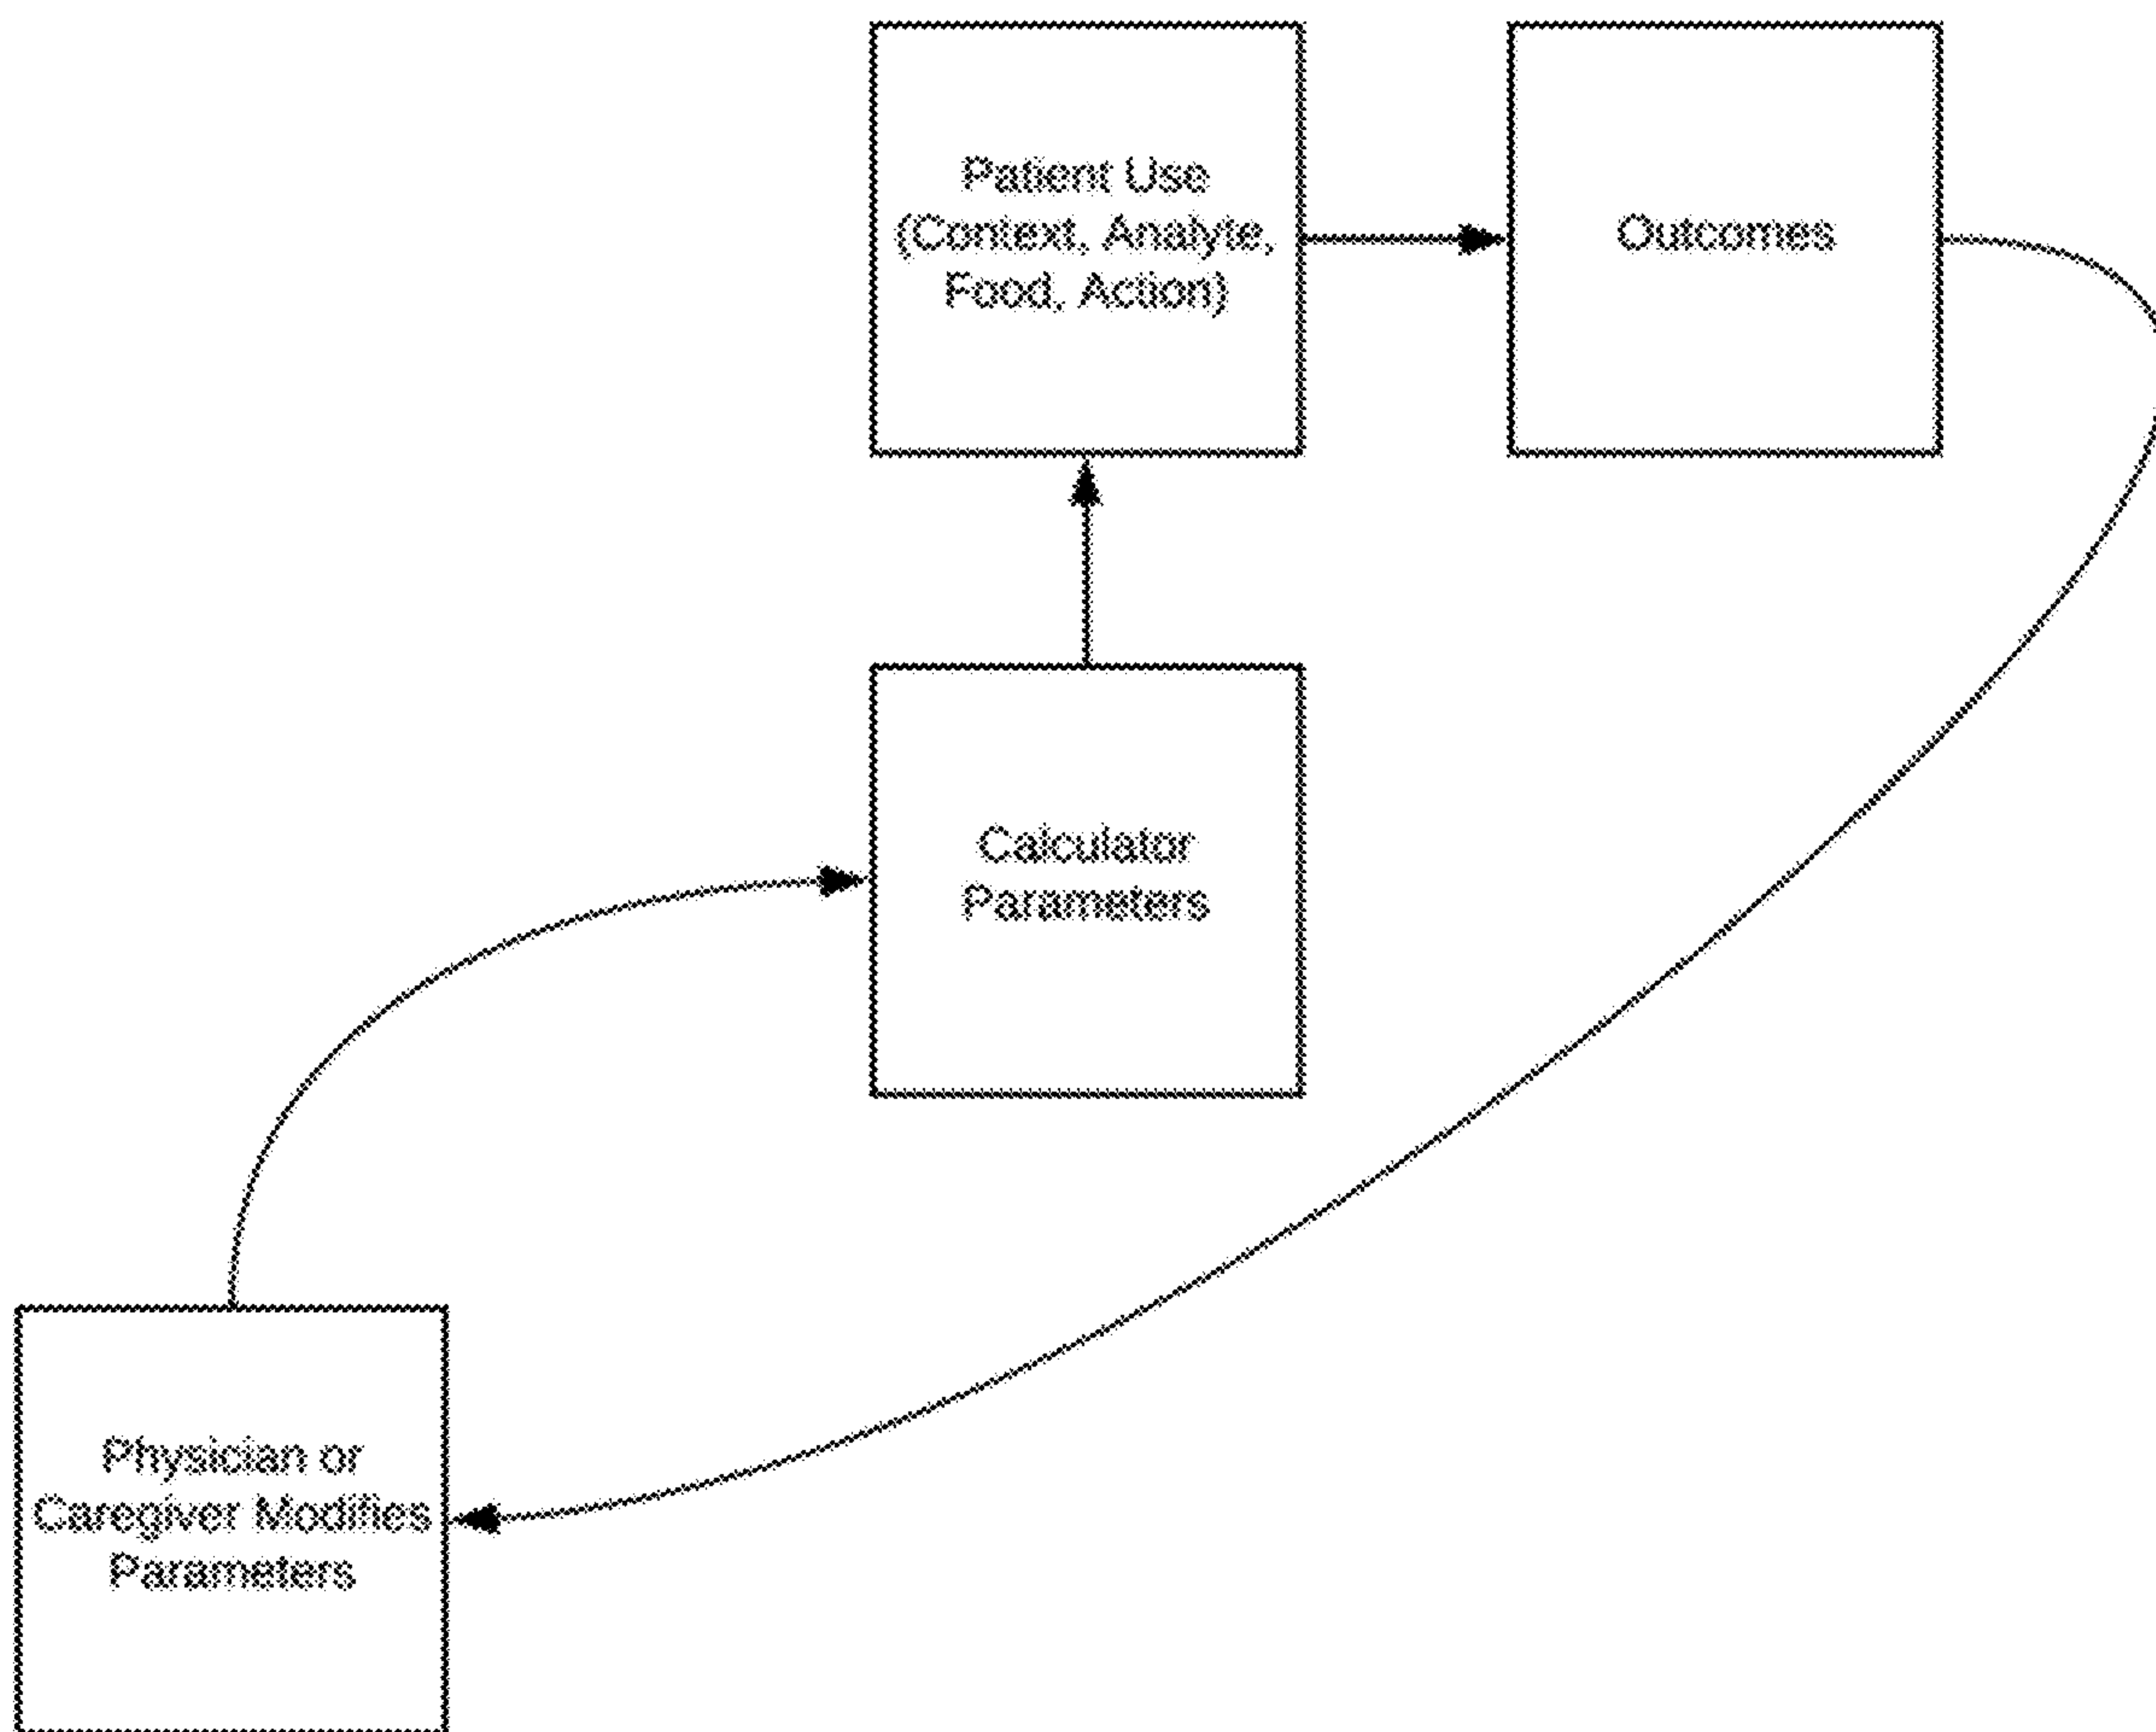 Patient Use
(Context, Analyte,
Food, Action)
Outcomes
Calculator
Parameters
Physician or
Caregiver Modifies
Parameters